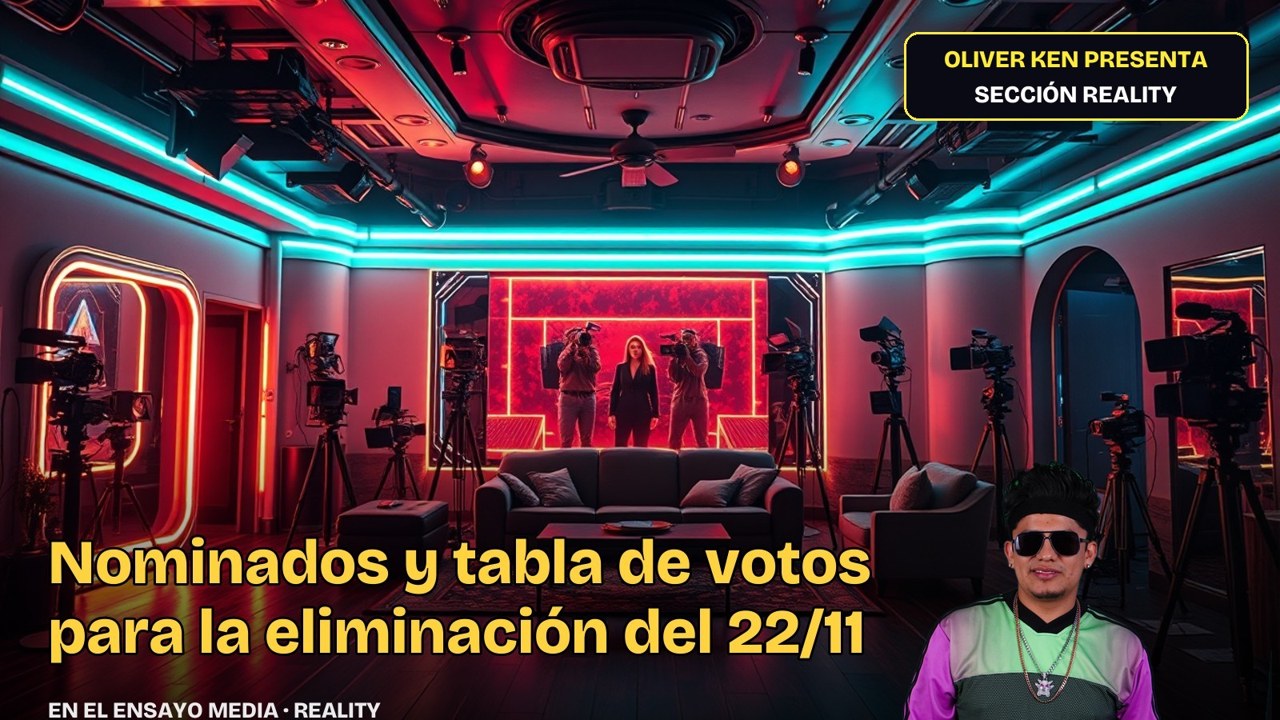 OLIVER KEN PRESENTA
SECCIÓN REALITY
Nominados y tabla de votos
para la eliminación del 22/11
EN EL ENSAYO MEDIA · REALITY